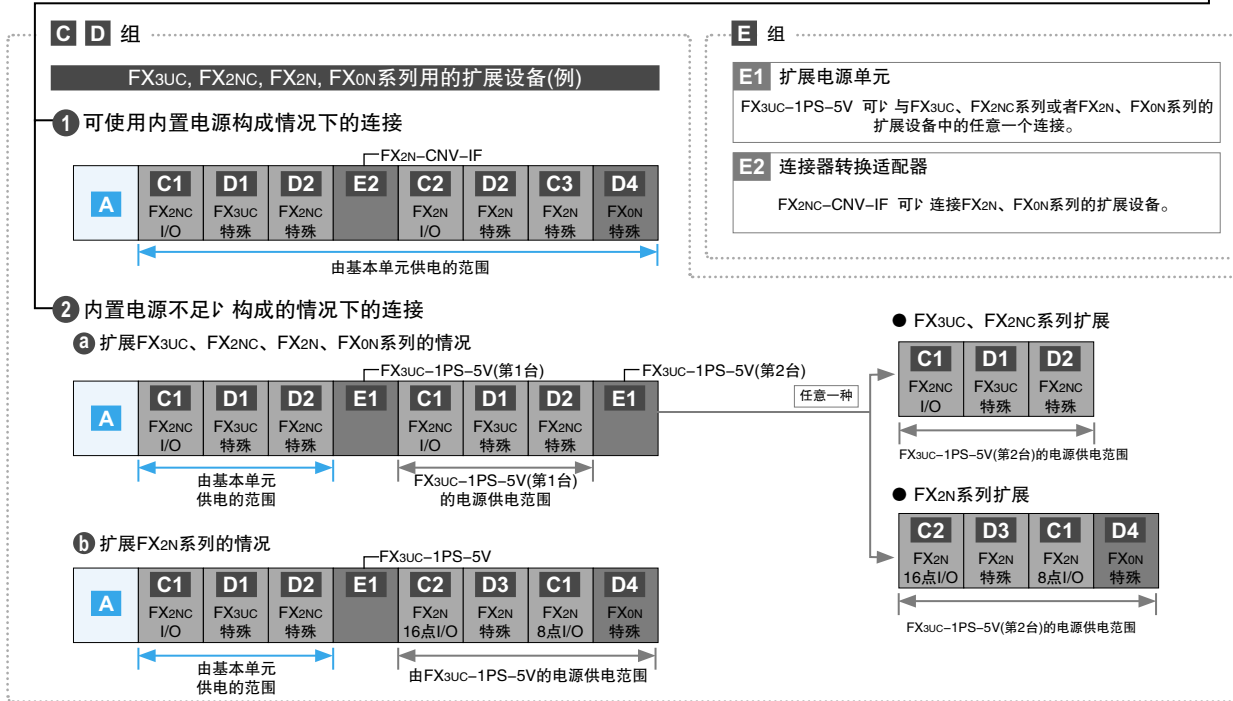 C D 组
FX3UC, FX2NC, FX2N, FX0N系列用的扩展设备(例)
1 可使用内置电源构成情况下的连接
FX2N-CNV-IF
A C1 D1 D2 E2 C2 D2 C3 D4
FX2NC FX3UC FX2NC FX2N FX2N FX2N FX0N
I/O 特殊 特殊 I/O 特殊 特殊 特殊
由基本单元供电的范围
2 内置电源不足 构成的情况下的连接
a 扩展FX3UC、FX2NC、FX2N、FX0N系列的情况
FX3UC-1PS-5V(第1台) FX3UC-1PS-5V(第2台)
A C1 D1 D2 E1 C1 D1 D2 E1
FX2NC FX3UC FX2NC FX2NC FX3UC FX2NC
I/O 特殊 特殊 I/O 特殊 特殊
由基本单元
供电的范围
FX3UC-1PS-5V(第1台)
的电源供电范围
任意一种
● FX3UC、FX2NC系列扩展
C1 D1 D2
FX2NC FX3UC FX2NC
I/O 特殊 特殊
FX3UC-1PS-5V(第2台)的电源供电范围
● FX2N系列扩展
C2 D3 C1 D4
FX2N FX2N FX2N FX0N
16点I/O 特殊 8点I/O 特殊
FX3UC-1PS-5V(第2台)的电源供电范围
b 扩展FX2N系列的情况
FX3UC-1PS-5V
A C1 D1 D2 E1 C2 D3 C1 D4
FX2NC FX3UC FX2NC FX2N FX2N FX2N FX0N
I/O 特殊 特殊 16点I/O 特殊 8点I/O 特殊
由基本单元
供电的范围
由FX3UC-1PS-5V的电源供电范围
E 组
E1 扩展电源单元
FX3UC-1PS-5V 可 与FX3UC、FX2NC系列或者FX2N、FX0N系列的
扩展设备中的任意一个连接。
E2 连接器转换适配器
FX2NC-CNV-IF 可 连接FX2N、FX0N系列的扩展设备。